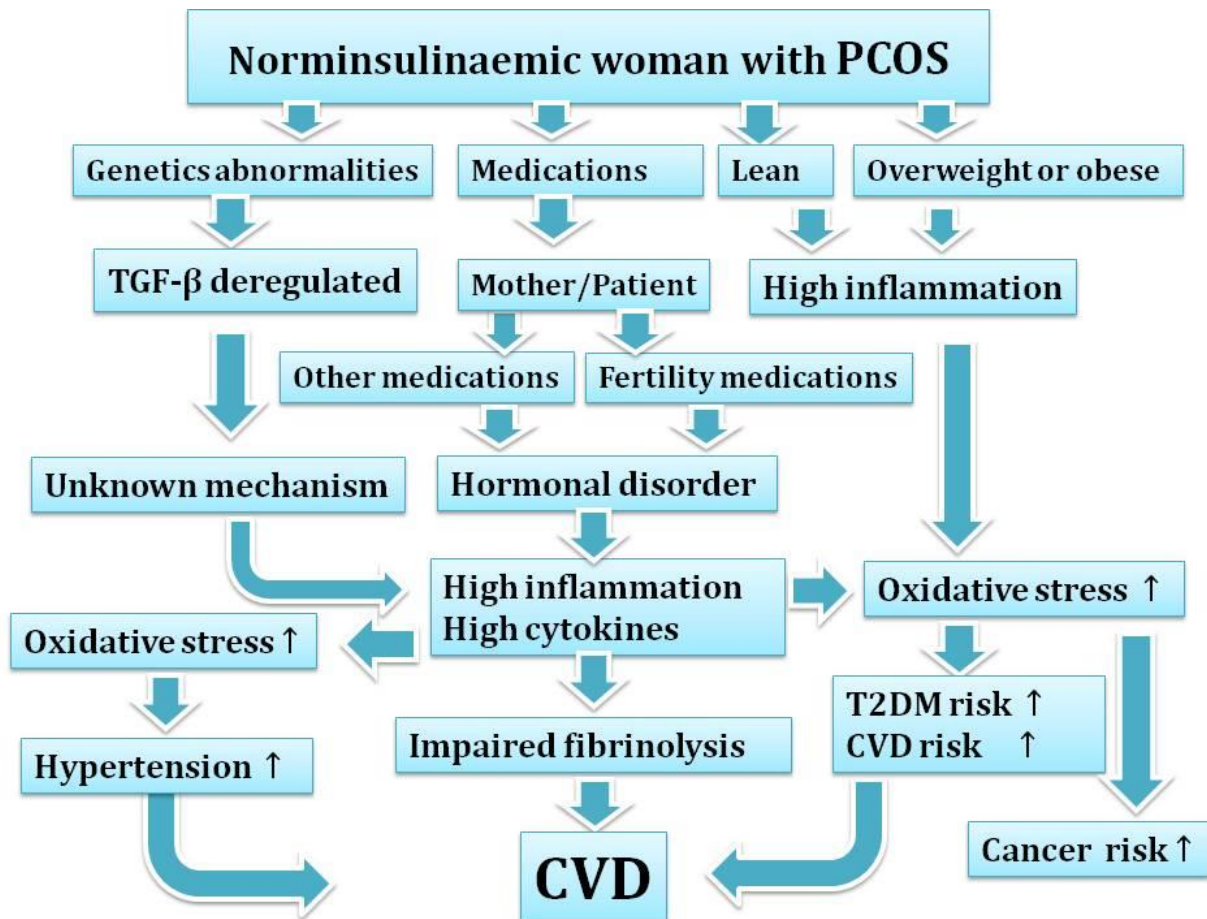 Norminsulinaemic woman with PCOS
Genetics abnormalities
Medications
Lean
Overweight or obese
TGF-β deregulated
Mother/Patient
High inflammation
Other medications
Fertility medications
Unknown mechanism
Hormonal disorder
High inflammation
High cytokines
Oxidative stress ↑
Oxidative stress ↑
T2DM risk ↑
CVD risk ↑
Hypertension ↑
Impaired fibrinolysis
CVD
Cancer risk ↑